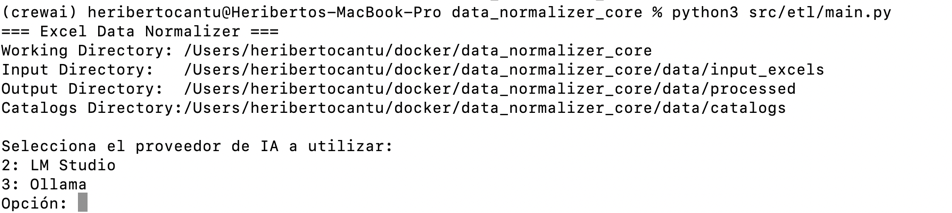 (crewai) heribertocantu@Heribertos-MacBook-Pro data_normalizer_core % python3 src/etl/main.py
=== Excel Data Normalizer ===
Working Directory: /Users/heribertocantu/docker/data_normalizer_core
Input Directory:   /Users/heribertocantu/docker/data_normalizer_core/data/input_excels
Output Directory:  /Users/heribertocantu/docker/data_normalizer_core/data/processed
Catalogs Directory:/Users/heribertocantu/docker/data_normalizer_core/data/catalogs

Selecciona el proveedor de IA a utilizar:
2: LM Studio
3: Ollama
Opción: